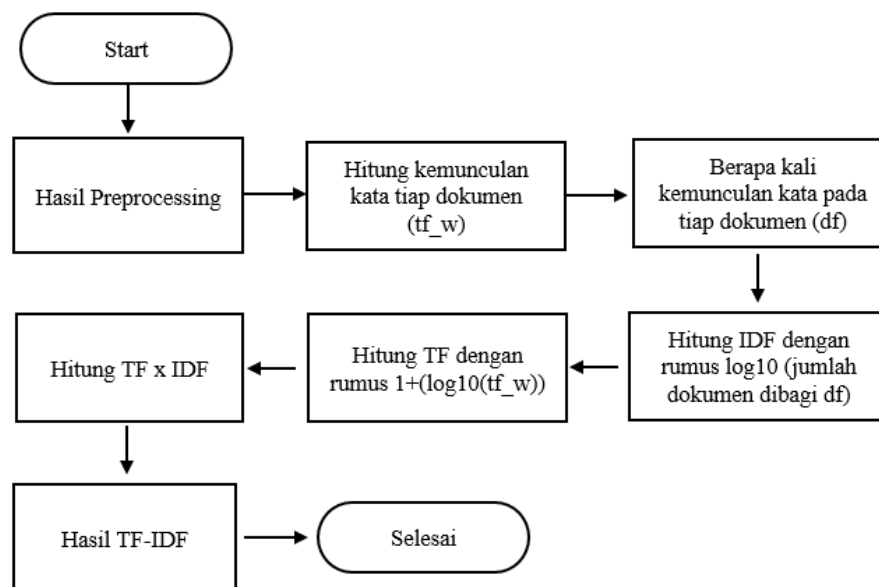 Start
Hasil Preprocessing
Hitung kemunculan
kata tiap dokumen
(tf_w)
Berapa kali
kemunculan kata pada
tiap dokumen (df)
Hitung IDF dengan
rumus log10 (jumlah
dokumen dibagi df)
Hitung TF dengan
rumus 1+(log10(tf_w))
Hitung TF x IDF
Hasil TF-IDF
Selesai